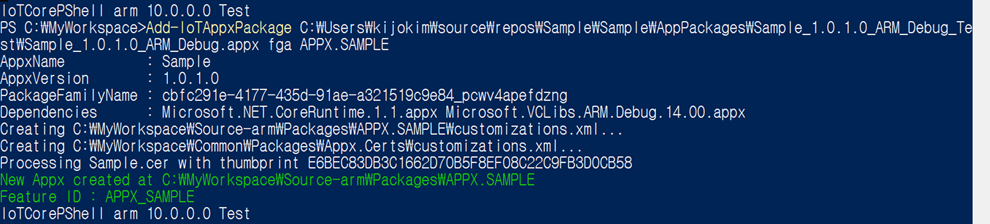 IoTCorePShell arm 10.0.0.0 Test
PS C:₩MyWorkspace>Add-IoTAppxPackage C:₩Users₩kijokim₩source₩repos₩Sample₩Sample₩AppPackages₩Sample_1.0.1.0_ARM_Debug_Te
st₩Sample_1.0.1.0_ARM_Debug.appx fga APPX.SAMPLE
AppxName : Sample
AppxVersion : 1.0.1.0
PackageFamilyName : cbfc291e-4177-435d-91ae-a321519c9e84_pcwv4apefdzng
Dependencies : Microsoft.NET.CoreRuntime.1.1.appx Microsoft.VCLibs.ARM.Debug.14.00.appx
Creating C:₩MyWorkspace₩Source-arm₩Packages₩APPX.SAMPLE₩customizations.xml...
Creating C:₩MyWorkspace₩Common₩Packages₩Appx.Certs₩customizations.xml...
Processing Sample.cer with thumbprint E6BEC83DB3C1662D70B5F8EF08C22C9FB3D0CB58
New Appx created at C:₩MyWorkspace₩Source-arm₩Packages₩APPX.SAMPLE
Feature ID : APPX_SAMPLE
IoTCorePShell arm 10.0.0.0 Test